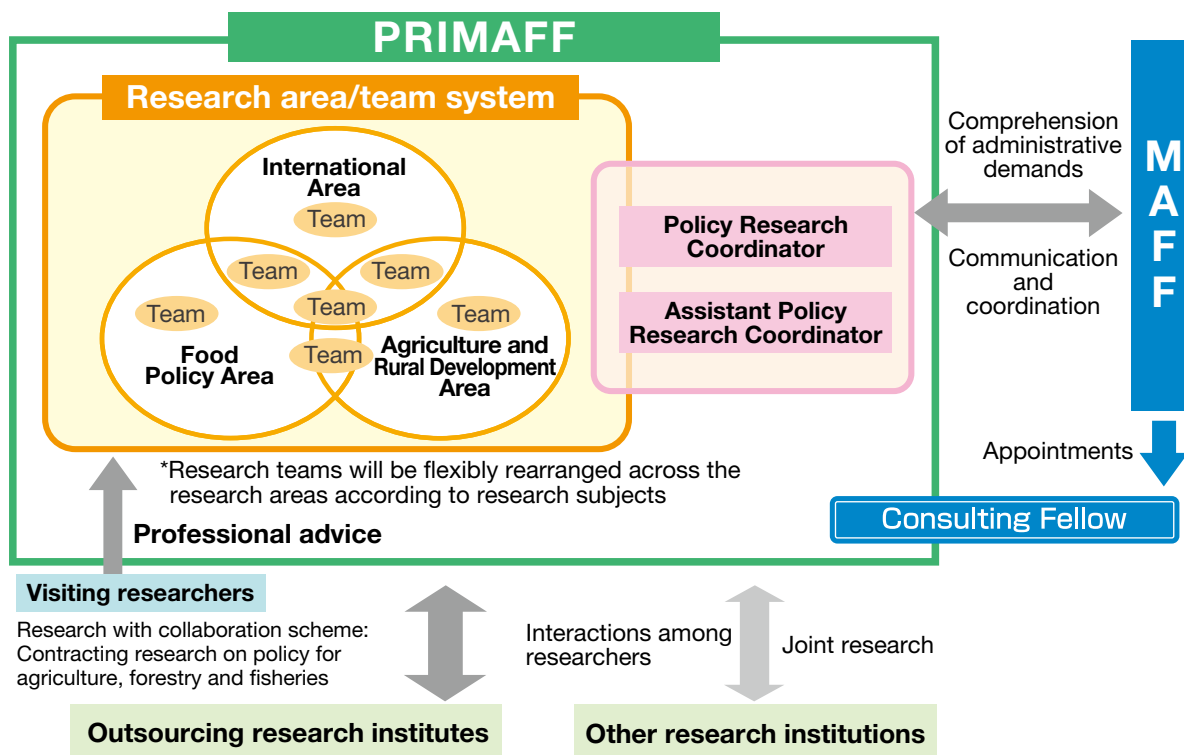 PRIMAFF
Research area/team system
International
Area
Team
Team
Team
Team
Team
Team
Team
Food
Policy Area
Agriculture and
Rural Development
Area
Policy Research
Coordinator
Assistant Policy
Research Coordinator
Comprehension
of administrative
demands
Communication
and
coordination
MAFF
Appointments
Consulting Fellow
*Research teams will be flexibly rearranged across the
research areas according to research subjects
Professional advice
Visiting researchers
Research with collaboration scheme:
Contracting research on policy for
agriculture, forestry and fisheries
Interactions among
researchers
Joint research
Outsourcing research institutes
Other research institutions